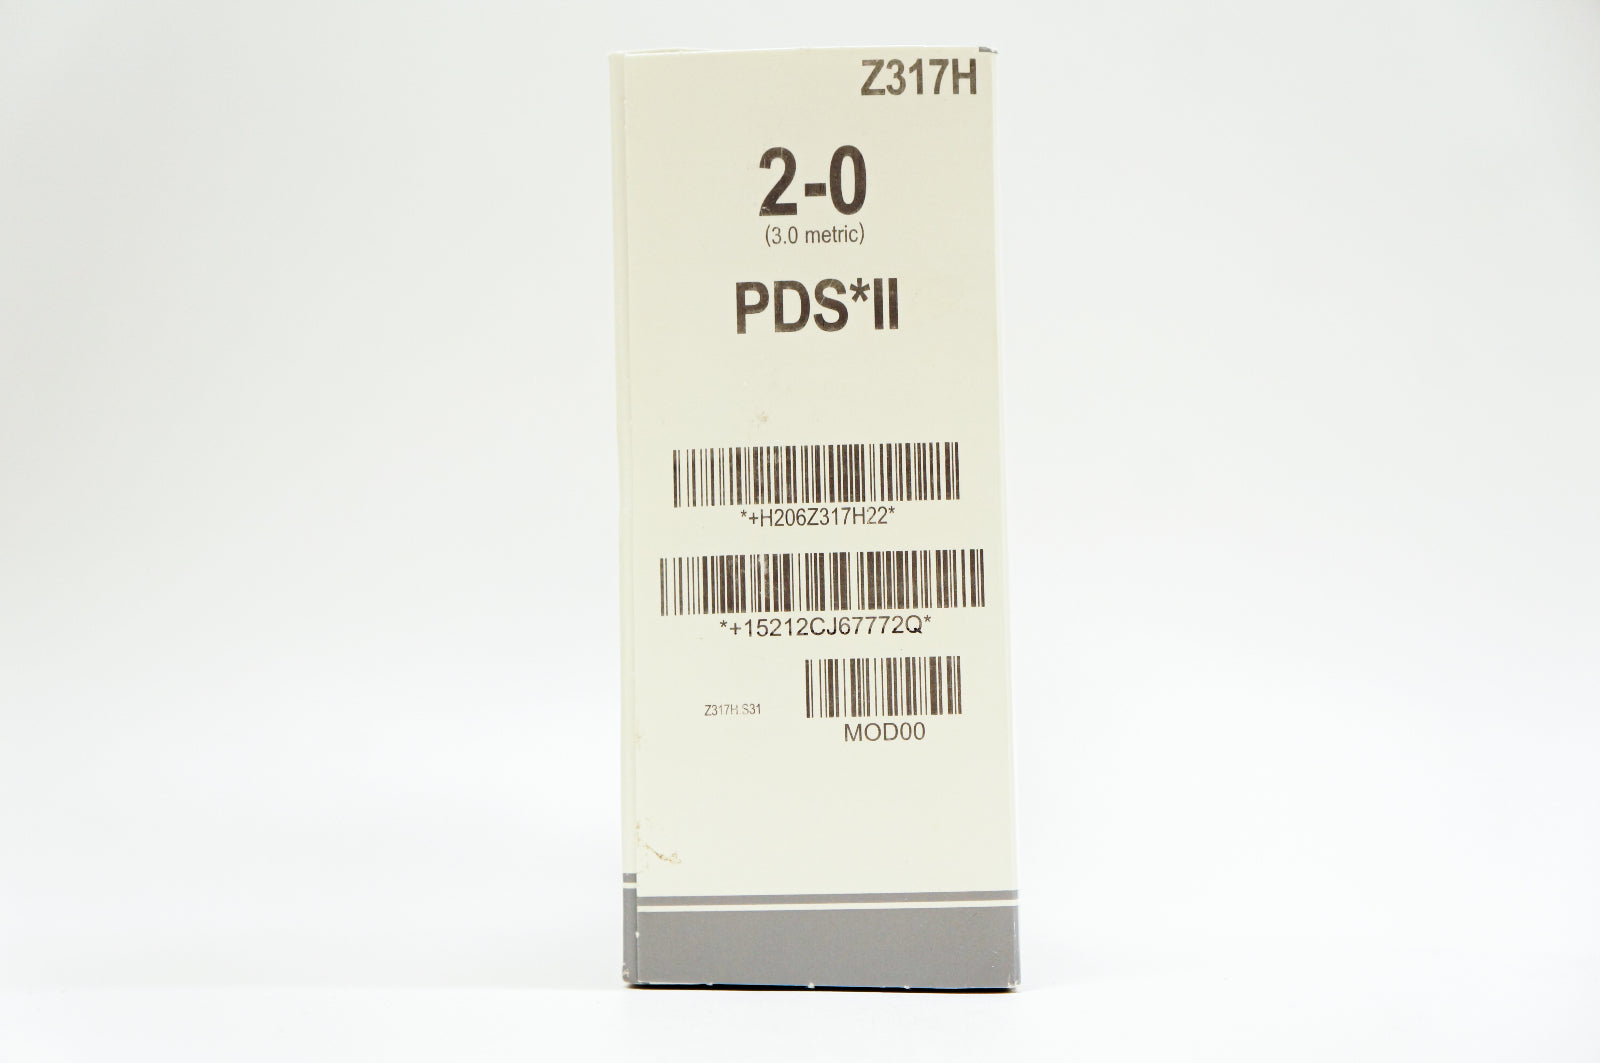 Z317H
2-0
(3.0 metric)
PDS*II
*+H206Z317H22*
*+15212CJ67772Q*
Z317H.S31
MOD00